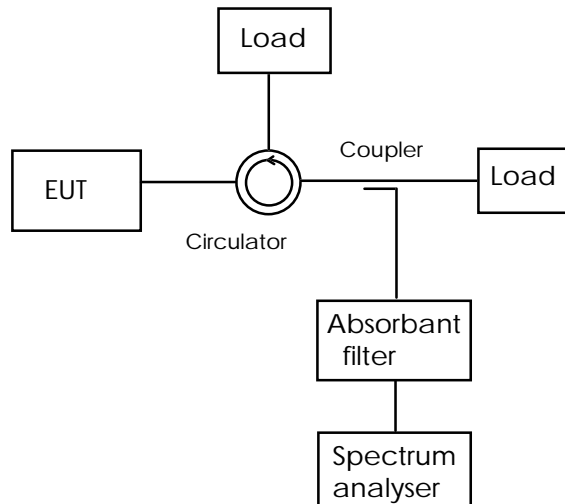 Load
Coupler
Load
EUT
Circulator
Absorbant
filter
Spectrum
analyser